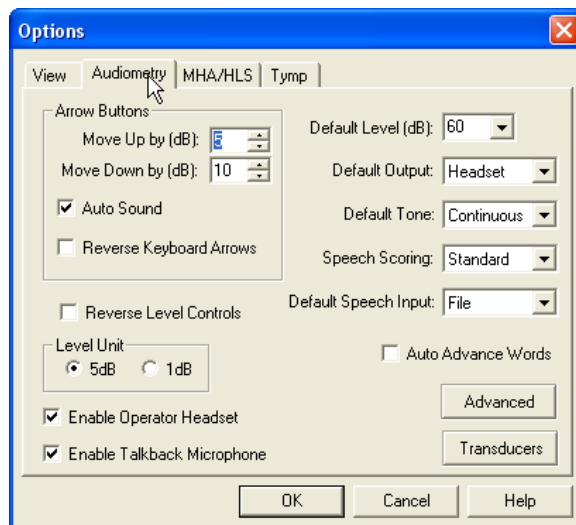 Options
View Audiometry MHA/HLS Tymp
Arrow Buttons
Move Up by (dB): 5
Move Down by (dB): 10
Auto Sound
Reverse Keyboard Arrows
Reverse Level Controls
Level Unit
5dB 1dB
Enable Operator Headset
Enable Talkback Microphone
Default Level (dB): 60
Default Output: Headset
Default Tone: Continuous
Speech Scoring: Standard
Default Speech Input: File
Auto Advance Words
Advanced
Transducers
OK Cancel Help